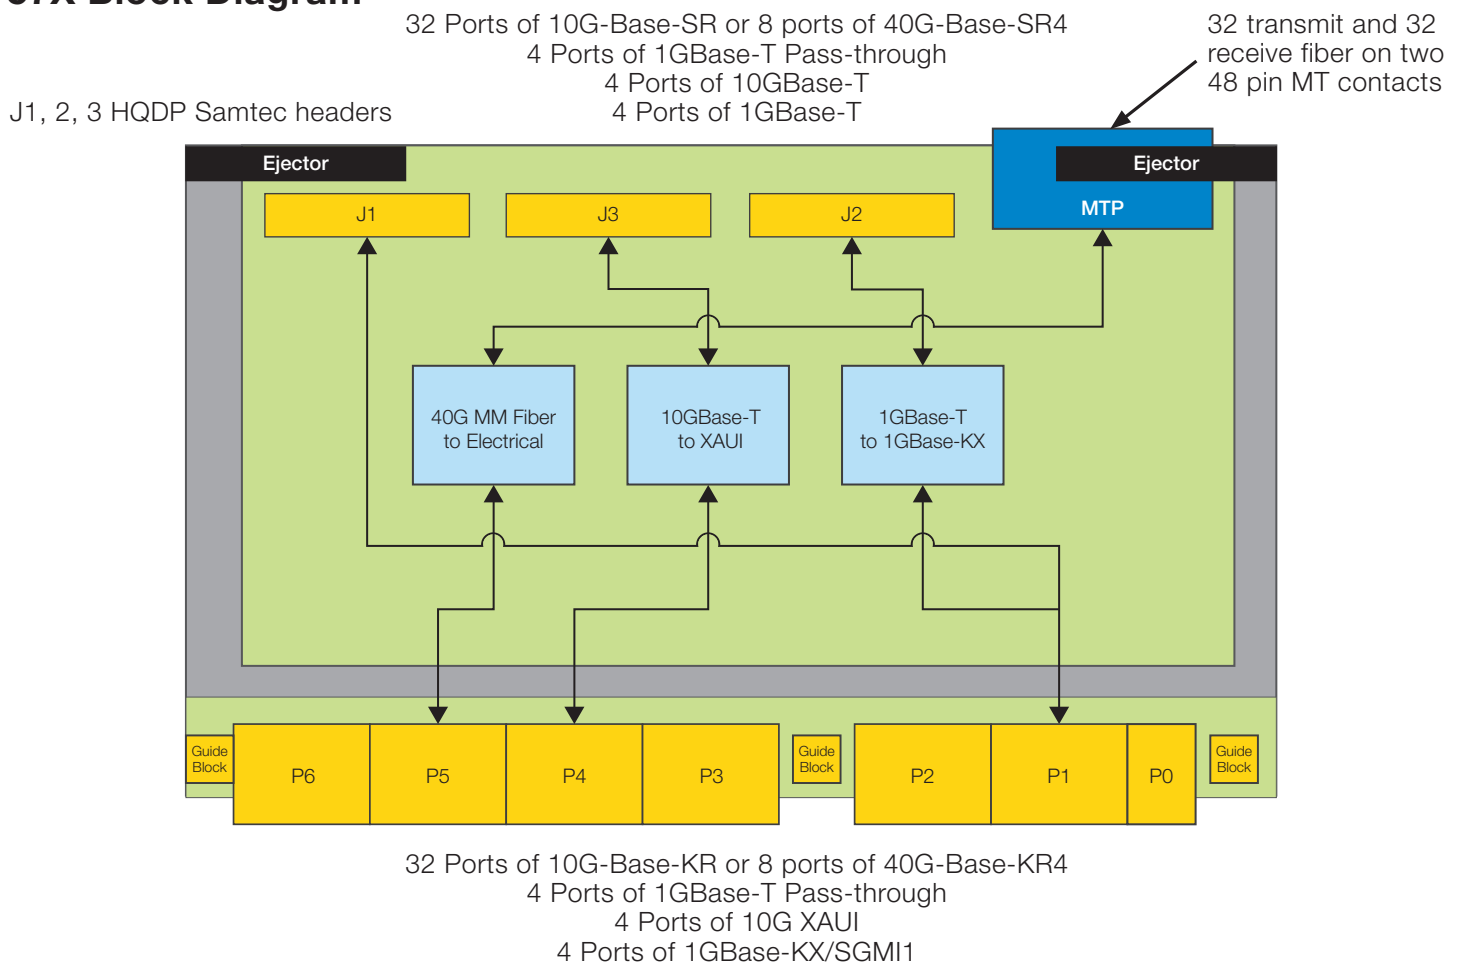 Block Diagram
32 Ports of 10G-Base-SR or 8 ports of 40G-Base-SR4
4 Ports of 1GBase-T Pass-through
4 Ports of 10GBase-T
4 Ports of 1GBase-T
32 transmit and 32
receive fiber on two
48 pin MT contacts
J1, 2, 3 HQDP Samtec headers
Ejector
Ejector
J1
J3
J2
MTP
40G MM Fiber
to Electrical
10GBase-T
to XAUI
1GBase-T
to 1GBase-KX
Guide
Block
P6
P5
P4
P3
Guide
Block
P2
P1
P0
Guide
Block
32 Ports of 10G-Base-KR or 8 ports of 40G-Base-KR4
4 Ports of 1GBase-T Pass-through
4 Ports of 10G XAUI
4 Ports of 1GBase-KX/SGMI1